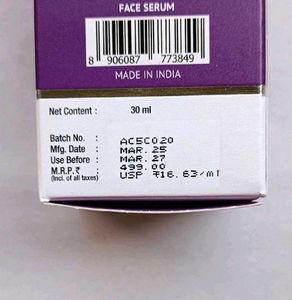 FACE SERUM
8 906087 773849
MADE IN INDIA
Net Content : 30 ml
Batch No. : AC5C020
Mfg. Date : MAR.25
Use Before : MAR.27
M.R.P.₹ : 499.00
(Incl. of all taxes) USP ₹16.63/ml